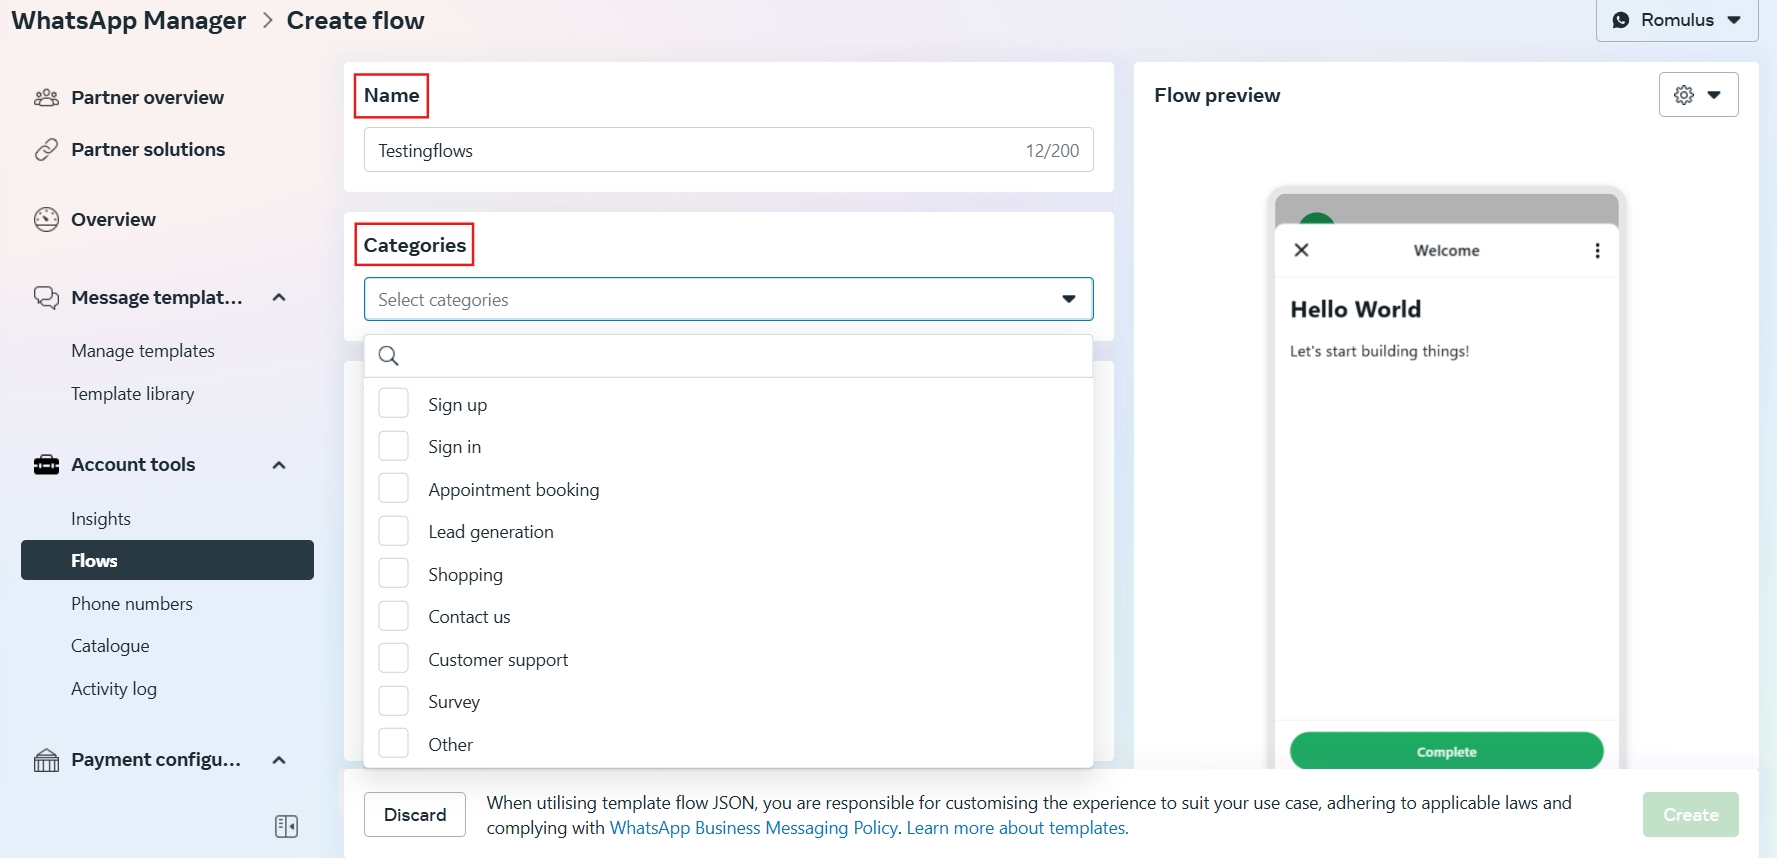 WhatsApp Manager > Create flow
Romulus
Partner overview
Partner solutions
Overview
Message templat...
Manage templates
Template library
Account tools
Insights
Flows
Phone numbers
Catalogue
Activity log
Payment configu...
Name
Testingflows 12/200
Categories
Select categories
Sign up
Sign in
Appointment booking
Lead generation
Shopping
Contact us
Customer support
Survey
Other
Flow preview
Welcome
Hello World
Let's start building things!
Complete
Discard
When utilising template flow JSON, you are responsible for customising the experience to suit your use case, adhering to applicable laws and
complying with WhatsApp Business Messaging Policy. Learn more about templates.
Create